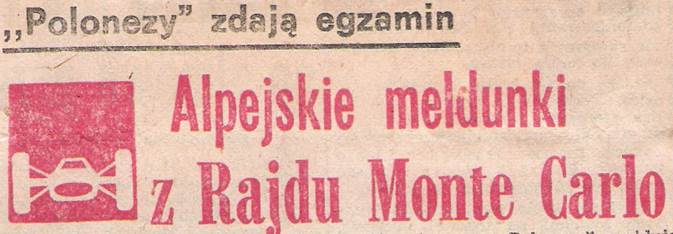 ,,Polonezy” zdają egzamin
Alpejskie meldunki
z Rajdu Monte Carlo